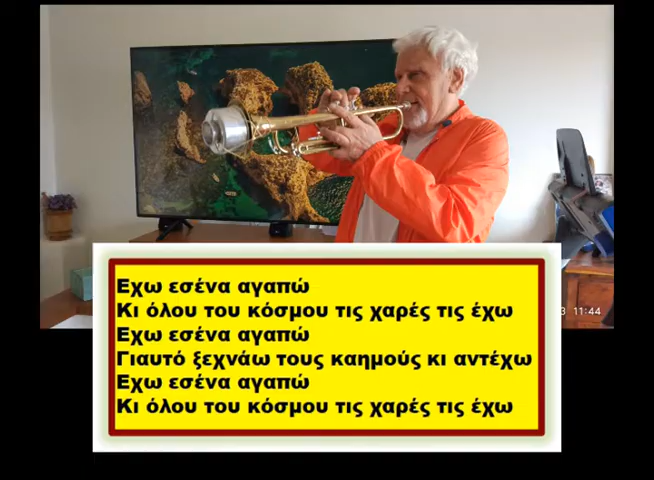 Εχω εσένα αγαπώ
Κι όλου του κόσμου τις χαρές τις έχω
Εχω εσένα αγαπώ
Γιαυτό ξεχνάω τους καημούς κι αντέχω
Εχω εσένα αγαπώ
Κι όλου του κόσμου τις χαρές τις έχω
3 11:44